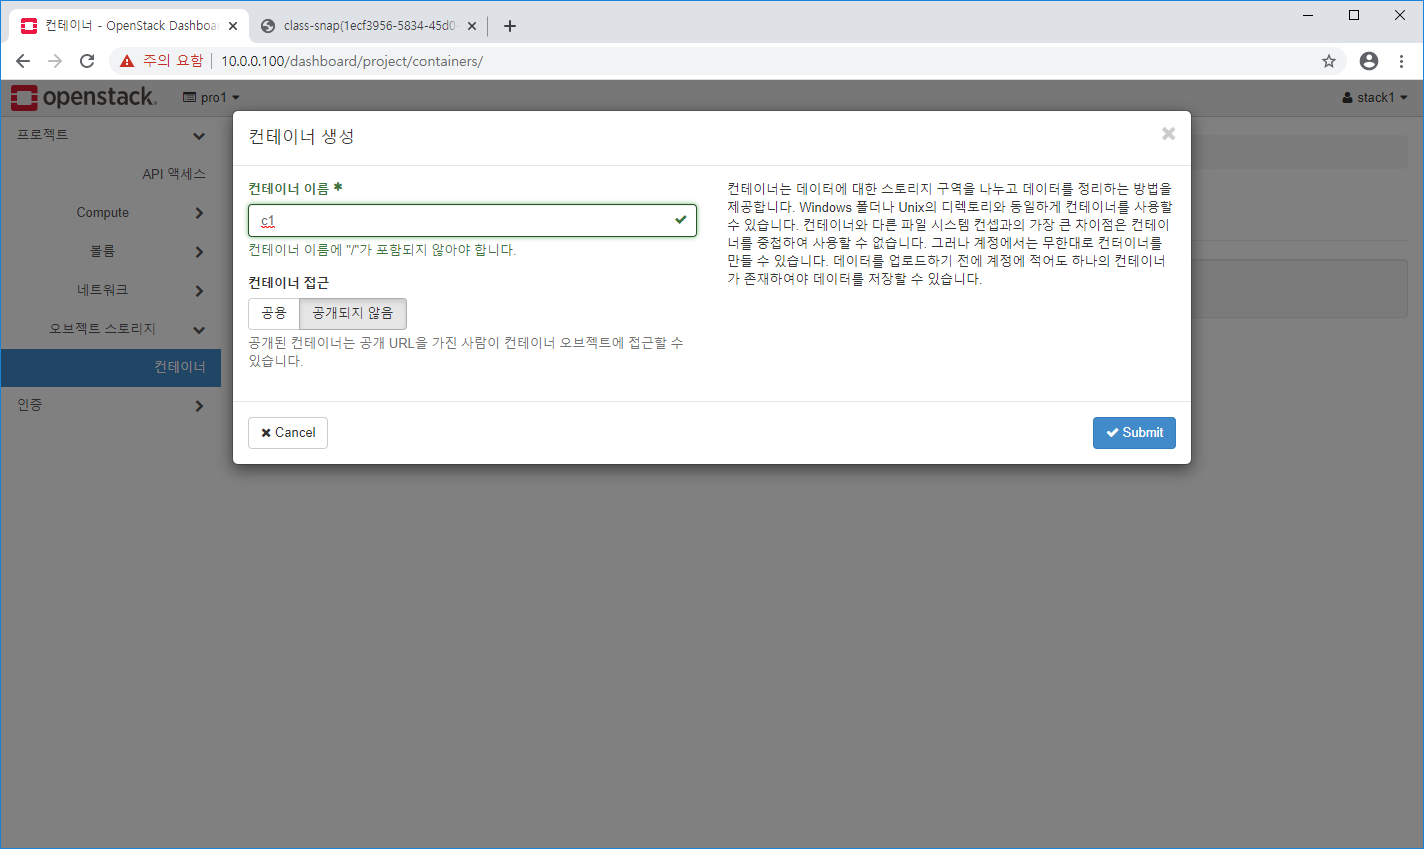 컨테이너 - OpenStack Dashboar
class-snap(1ecf3956-5834-45d0-
주의 요함
10.0.0.100/dashboard/project/containers/
openstack.
pro1
stack1
프로젝트
API 액세스
Compute
볼륨
네트워크
오브젝트 스토리지
컨테이너
인증
컨테이너 생성
컨테이너 이름 *
c1
컨테이너 이름에 "/"가 포함되지 않아야 합니다.
컨테이너 접근
공용
공개되지 않음
공개된 컨테이너는 공개 URL을 가진 사람이 컨테이너 오브젝트에 접근할 수
있습니다.
컨테이너는 데이터에 대한 스토리지 구역을 나누고 데이터를 정리하는 방법을
제공합니다. Windows 폴더나 Unix의 디렉토리와 동일하게 컨테이너를 사용할
수 있습니다. 컨테이너와 다른 파일 시스템 컨셉과의 가장 큰 차이점은 컨테이
너를 중첩하여 사용할 수 없습니다. 그러나 계정에서는 무한대로 컨터이너를
만들 수 있습니다. 데이터를 업로드하기 전에 계정에 적어도 하나의 컨테이너
가 존재하여야 데이터를 저장할 수 있습니다.
Cancel
Submit